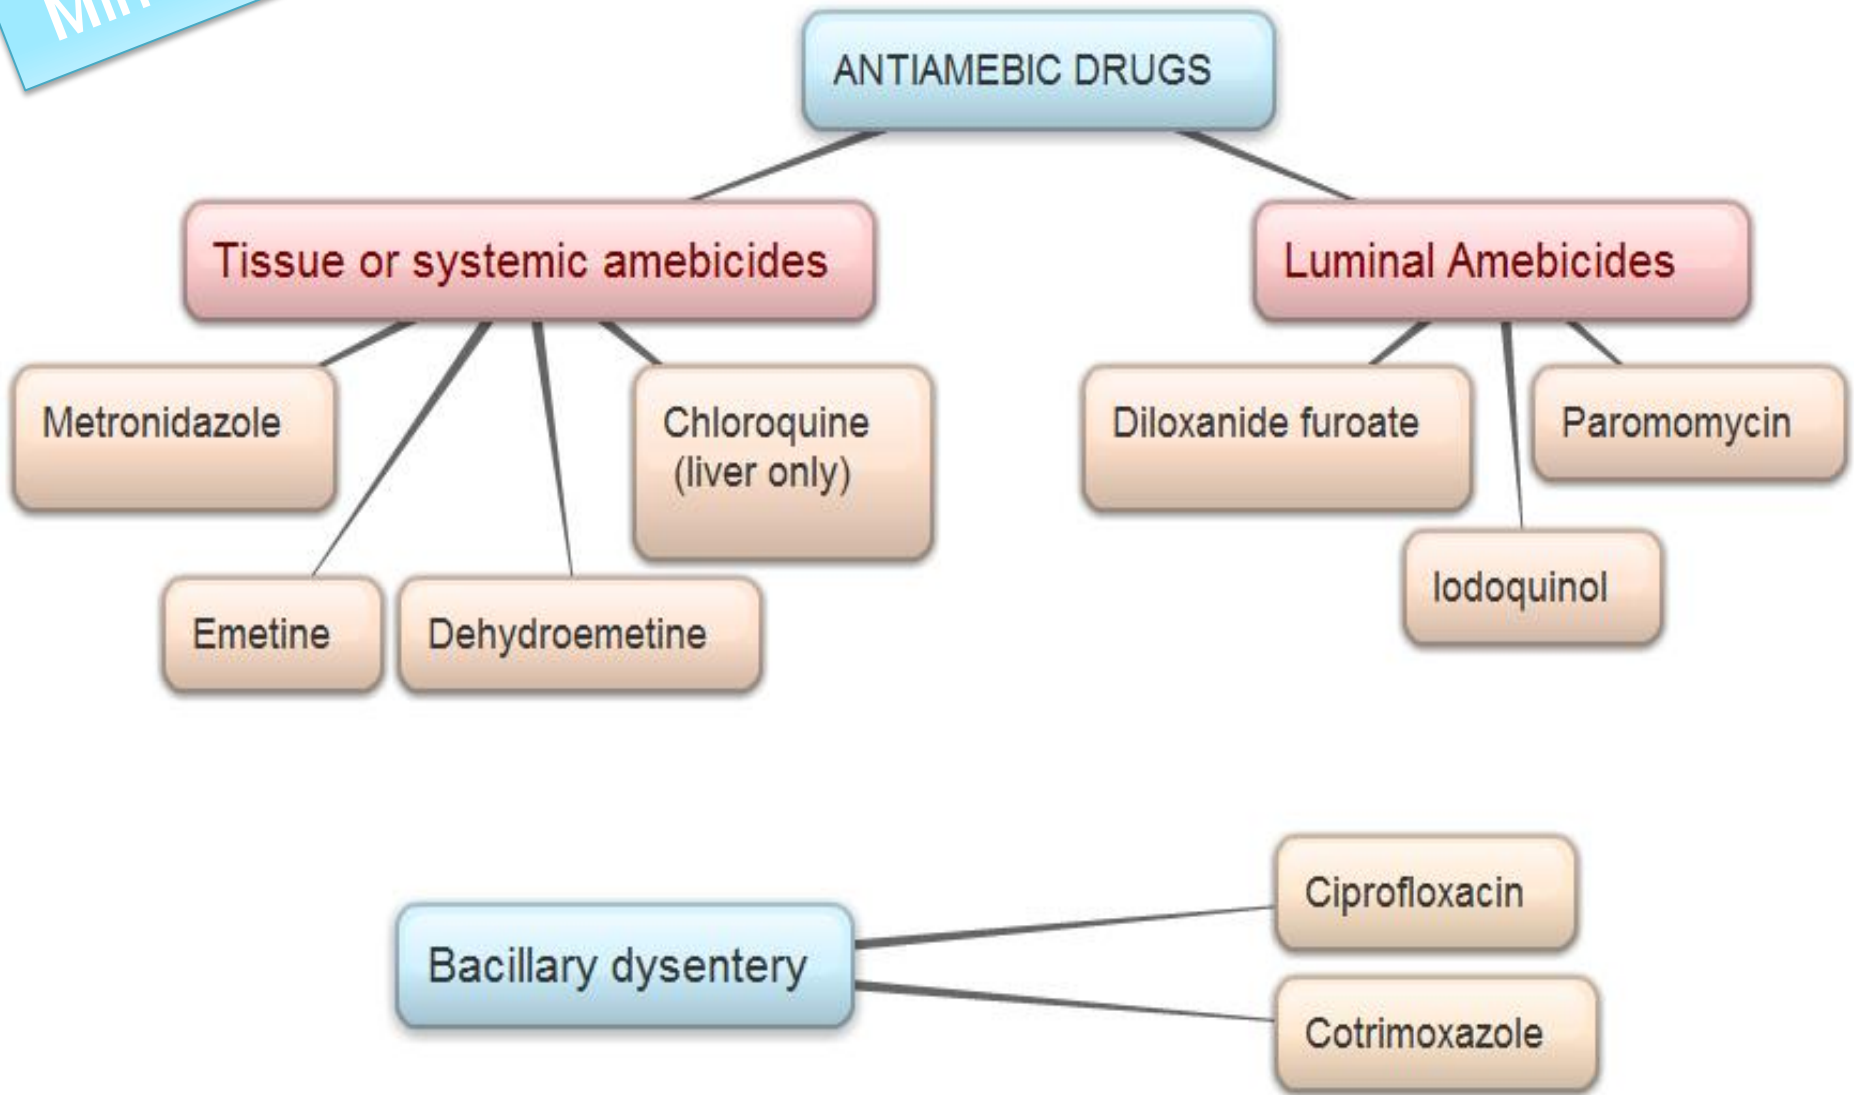 ANTIAMEBIC DRUGS
Tissue or systemic amebicides
Luminal Amebicides
Metronidazole
Chloroquine
(liver only)
Diloxanide furoate
Paromomycin
Iodoquinol
Emetine
Dehydroemetine
Ciprofloxacin
Bacillary dysentery
Cotrimoxazole